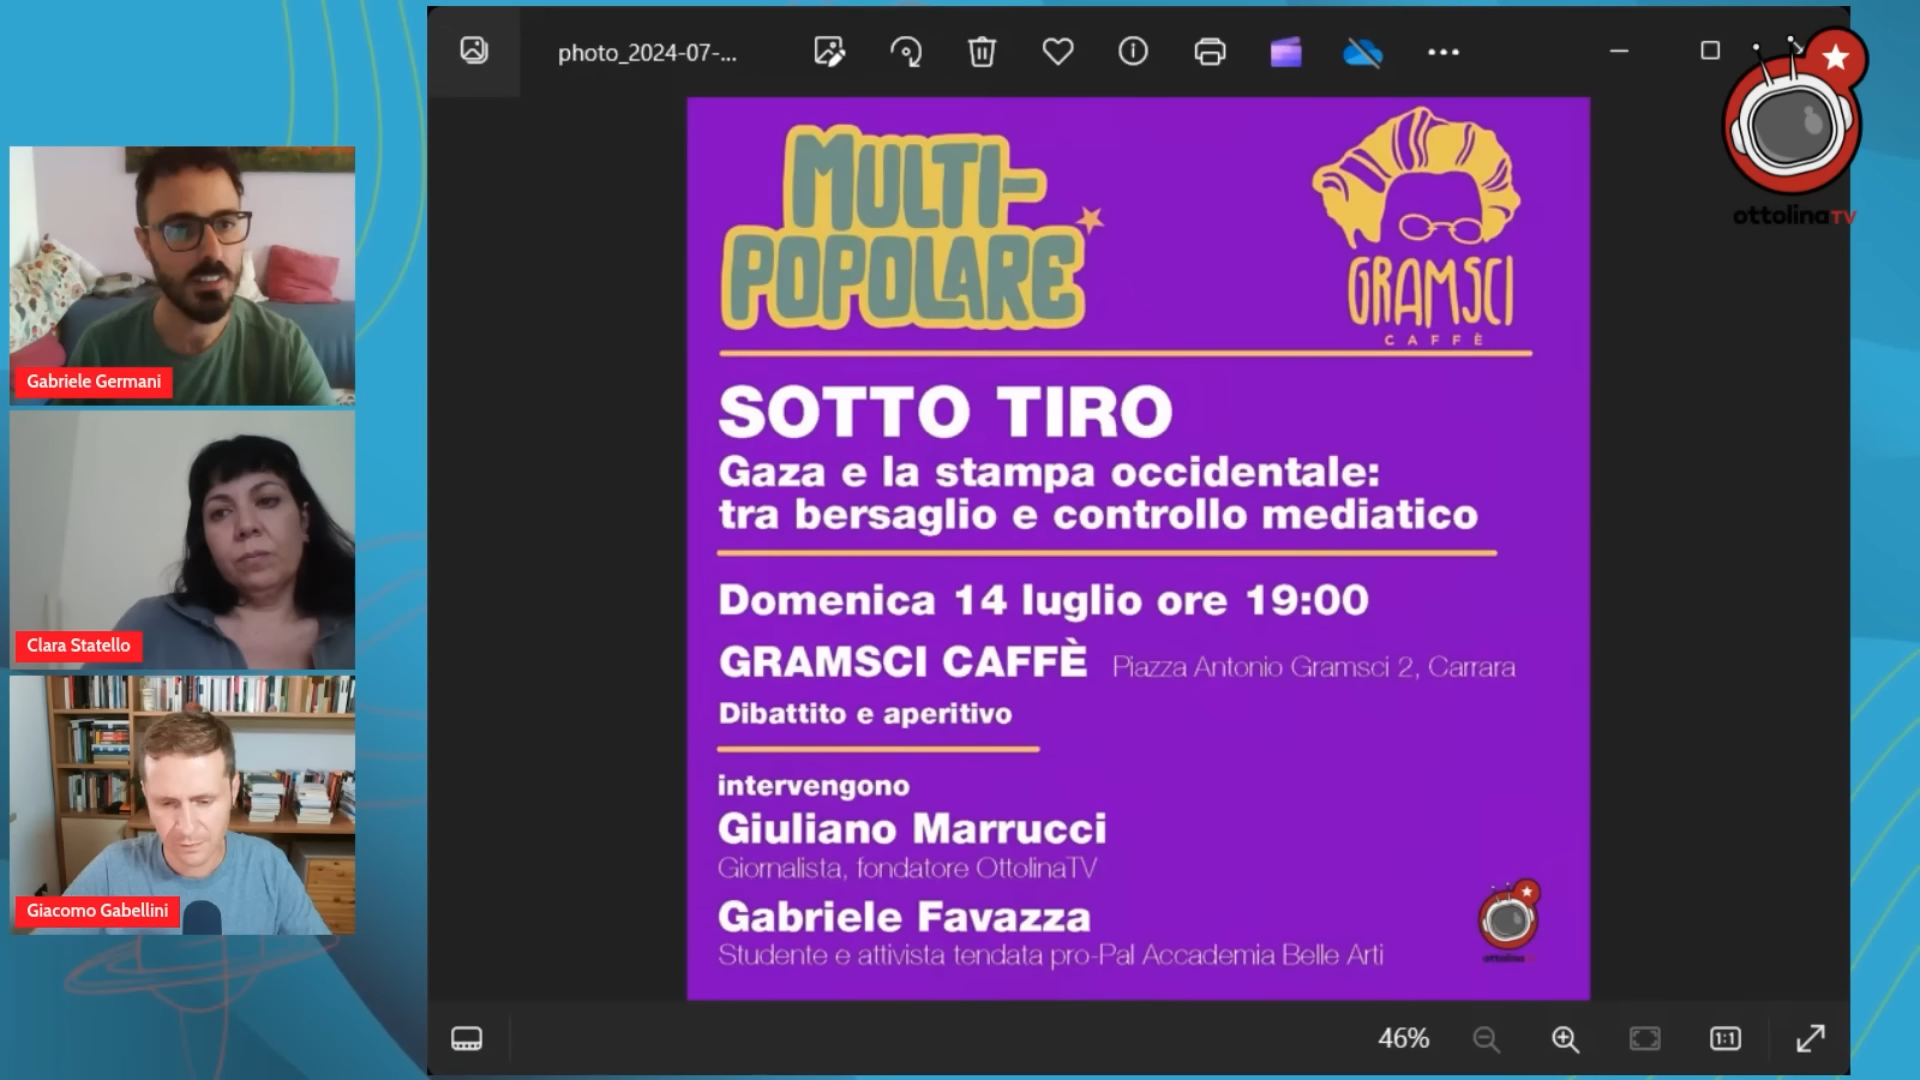 photo_2024-07-...
ottolinaTV
MULTI-
POPOLARE
GRAMSCI
CAFFÈ
SOTTO TIRO
Gaza e la stampa occidentale:
tra bersaglio e controllo mediatico
Domenica 14 luglio ore 19:00
GRAMSCI CAFFÈ Piazza Antonio Gramsci 2, Carrara
Dibattito e aperitivo
intervengono
Giuliano Marrucci
Giornalista, fondatore OttolinaTV
Gabriele Favazza
Studente e attivista tendata pro-Pal Accademia Belle Arti
ottolinaTV
Gabriele Germani
Clara Statello
Giacomo Gabellini
46%
1:1